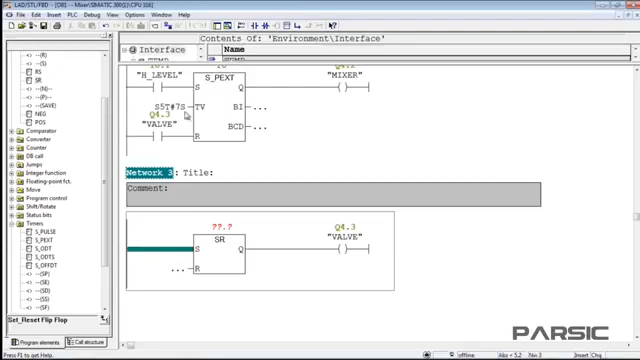 LAD/STL/FBD - [OB1 -- Mixer\SIMATIC 300(1)\CPU 316]
File Edit Insert PLC Debug View Options Window Help
Contents Of: 'Environment\Interface'
Interface
Name
--(R)
--(S)
RS
SR
--(N)
--(P)
--(SAVE)
NEG
POS
Comparator
Converter
Counters
DB call
Jumps
Integer function
Floating-point fct.
Move
Program control
Shift/Rotate
Status bits
Timers
S_PULSE
S_PEXT
S_ODT
S_ODTS
S_OFFDT
--(SP)
--(SE)
--(SD)
--(SS)
--(SF)
Set_Reset Flip Flop
Program elements
Call structure
"H_LEVEL"
S_PEXT
"MIXER"
S
Q
S5T#7S
TV
BI
...
Q4.3
"VALVE"
BCD
...
R
Network 3: Title:
Comment:
??.?
SR
Q4.3
"VALVE"
S
Q
...
R
PARSIC
Press F1 to get Help.
offline
Abs < 5.2
Nw 3
Insert